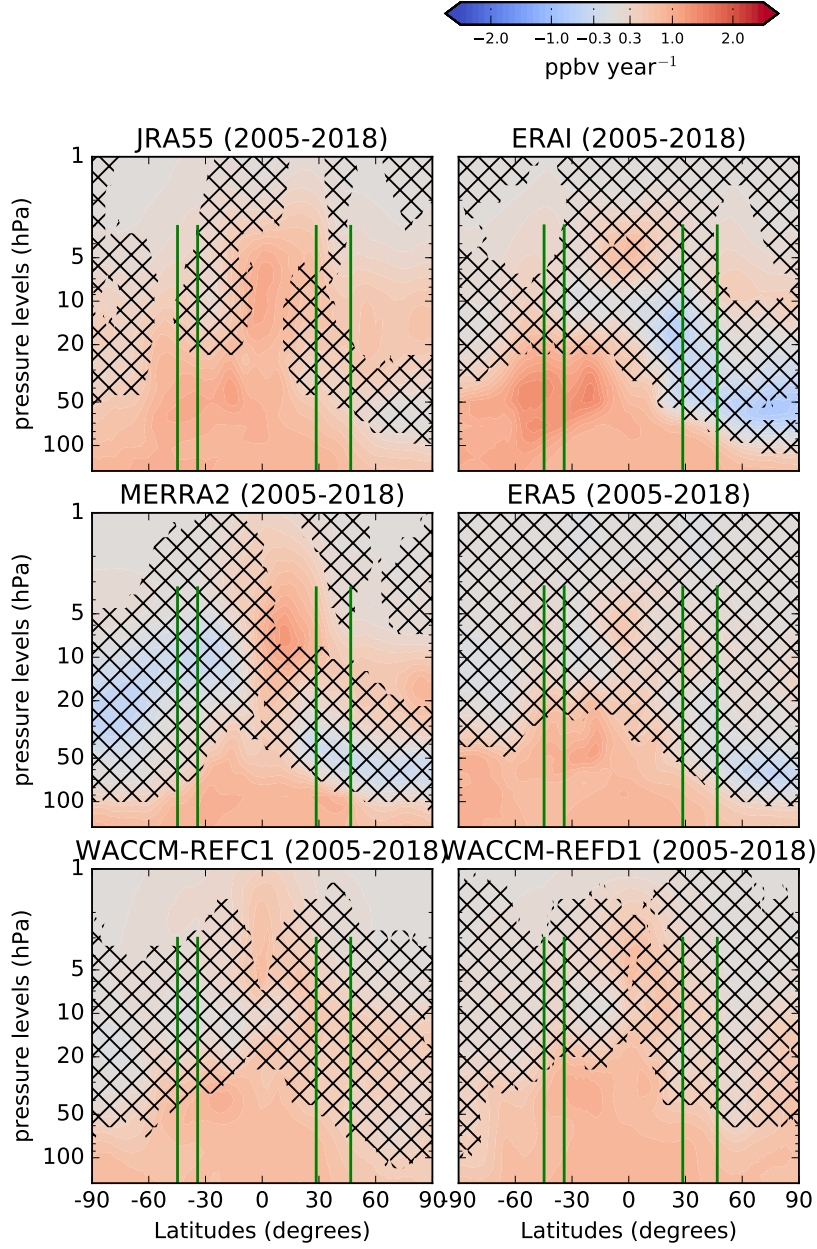 −2.0 −1.0 −0.3 0.3 1.0 2.0
ppbv year⁻¹
JRA55 (2005-2018) ERAI (2005-2018)
1
5
10
20
50
100
pressure levels (hPa)
MERRA2 (2005-2018) ERA5 (2005-2018)
1
5
10
20
50
100
pressure levels (hPa)
WACCM-REFC1 (2005-2018) WACCM-REFD1 (2005-2018)
1
5
10
20
50
100
pressure levels (hPa)
-90 -60 -30 0 30 60 90 -90 -60 -30 0 30 60 90
Latitudes (degrees) Latitudes (degrees)